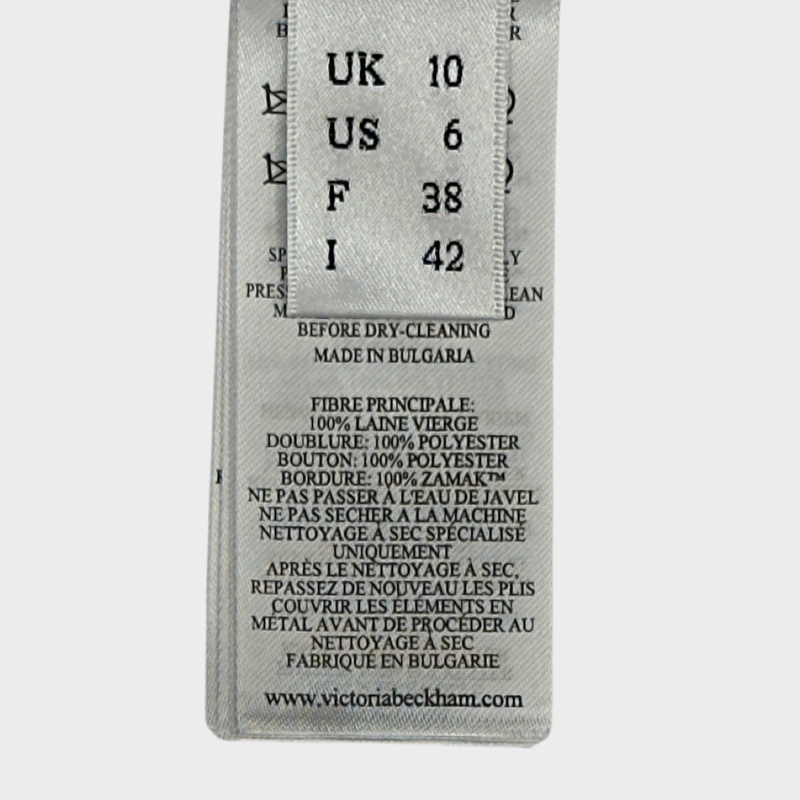 UK 10
US 6
F 38
I 42
BEFORE DRY-CLEANING
MADE IN BULGARIA
FIBRE PRINCIPALE:
100% LAINE VIERGE
DOUBLURE: 100% POLYESTER
BOUTON: 100% POLYESTER
BORDURE: 100% ZAMAK™
NE PAS PASSER À L'EAU DE JAVEL
NE PAS SECHER A LA MACHINE
NETTOYAGE À SEC SPÉCIALISÉ
UNIQUEMENT
APRÈS LE NETTOYAGE À SEC,
REPASSEZ DE NOUVEAU LES PLIS
COUVRIR LES ÉLÉMENTS EN
MÉTAL AVANT DE PROCÉDER AU
NETTOYAGE À SEC
FABRIQUÉ EN BULGARIE
www.victoriabeckham.com